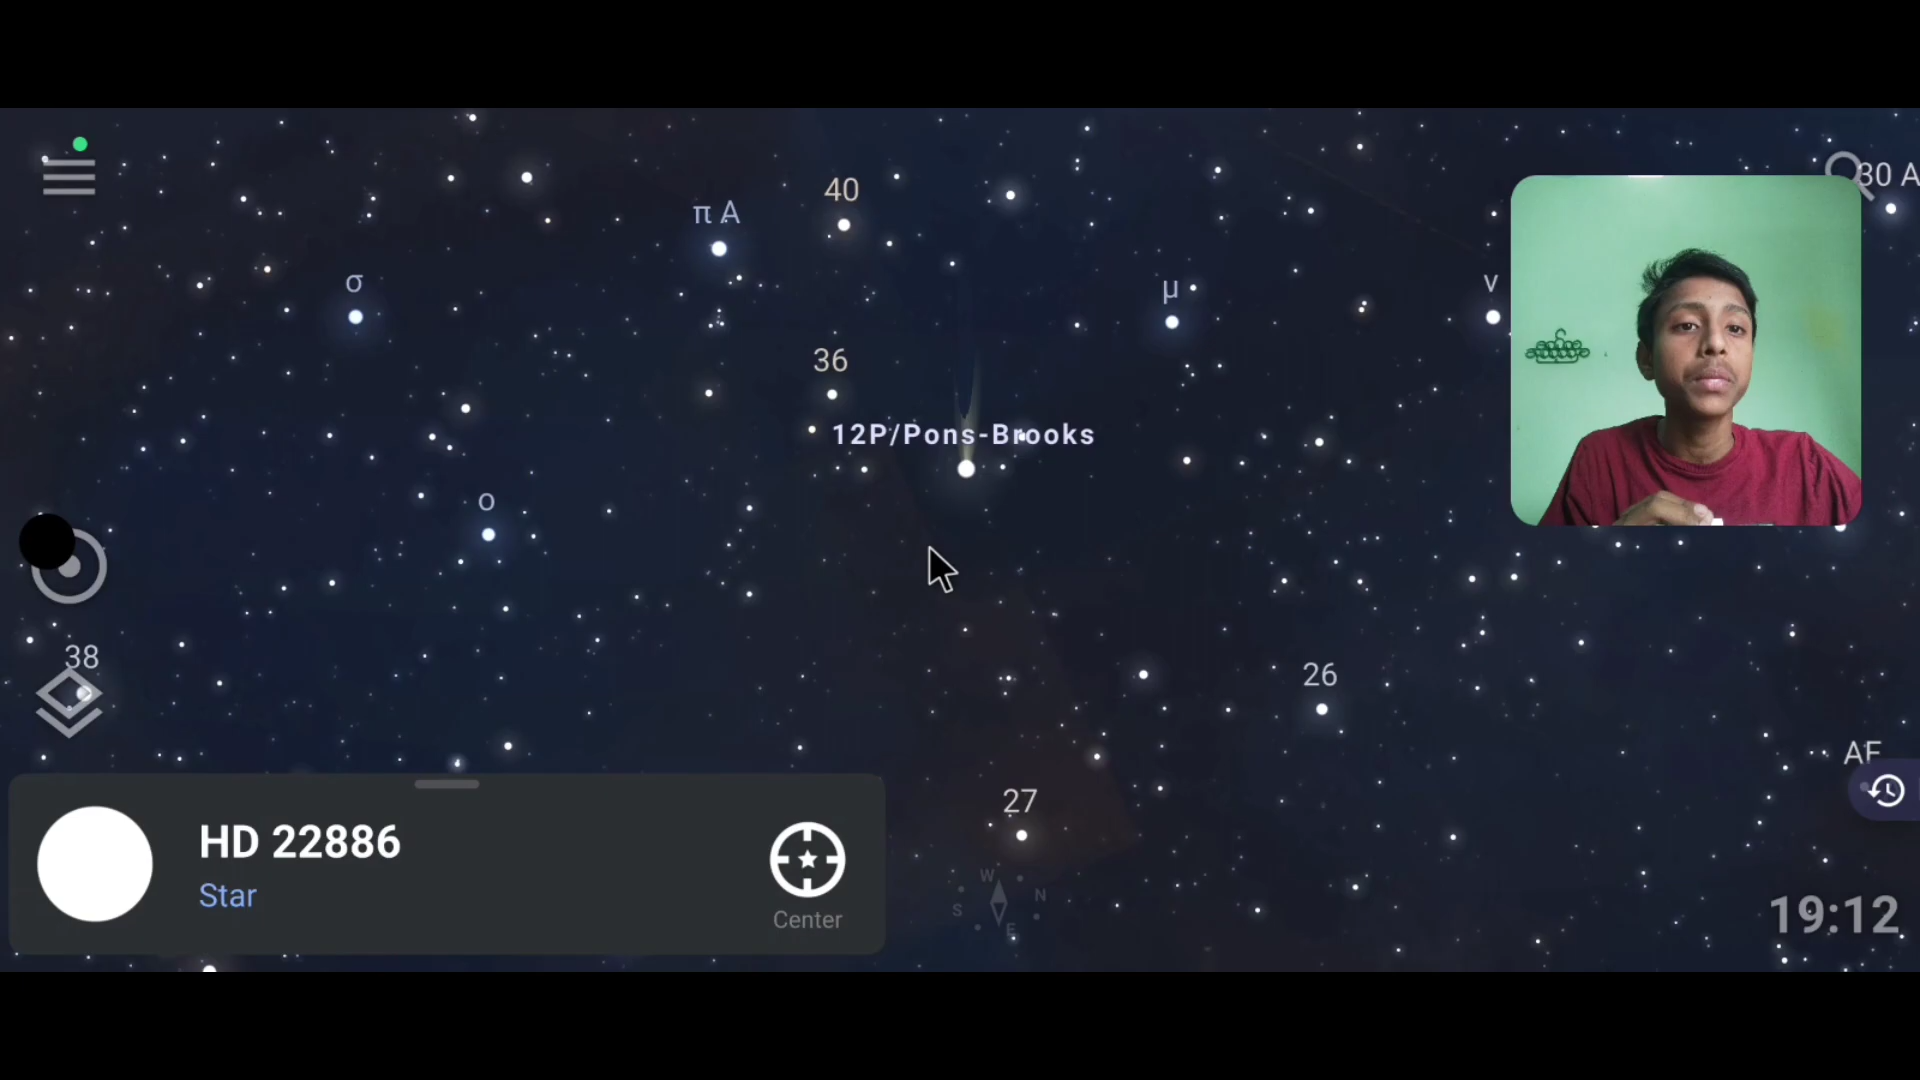 40
30 A
π A
σ
μ
ν
36
12P/Pons-Brooks
ο
38
26
AF
27
HD 22886
Star
Center
W
N
S
E
19:12